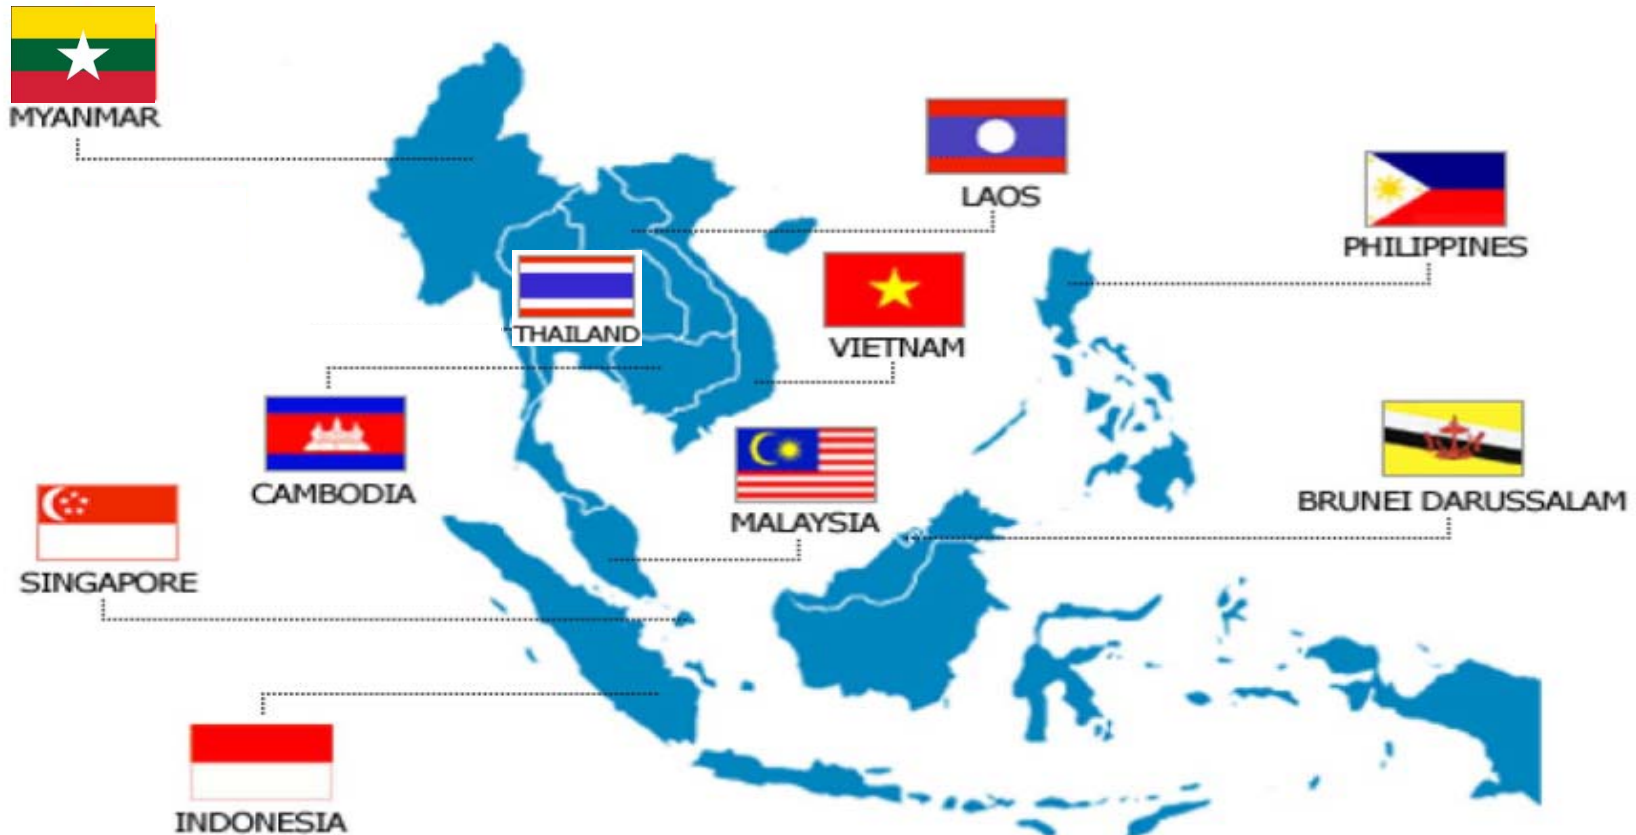 MYANMAR
LAOS
PHILIPPINES
THAILAND
VIETNAM
CAMBODIA
MALAYSIA
BRUNEI DARUSSALAM
SINGAPORE
INDONESIA